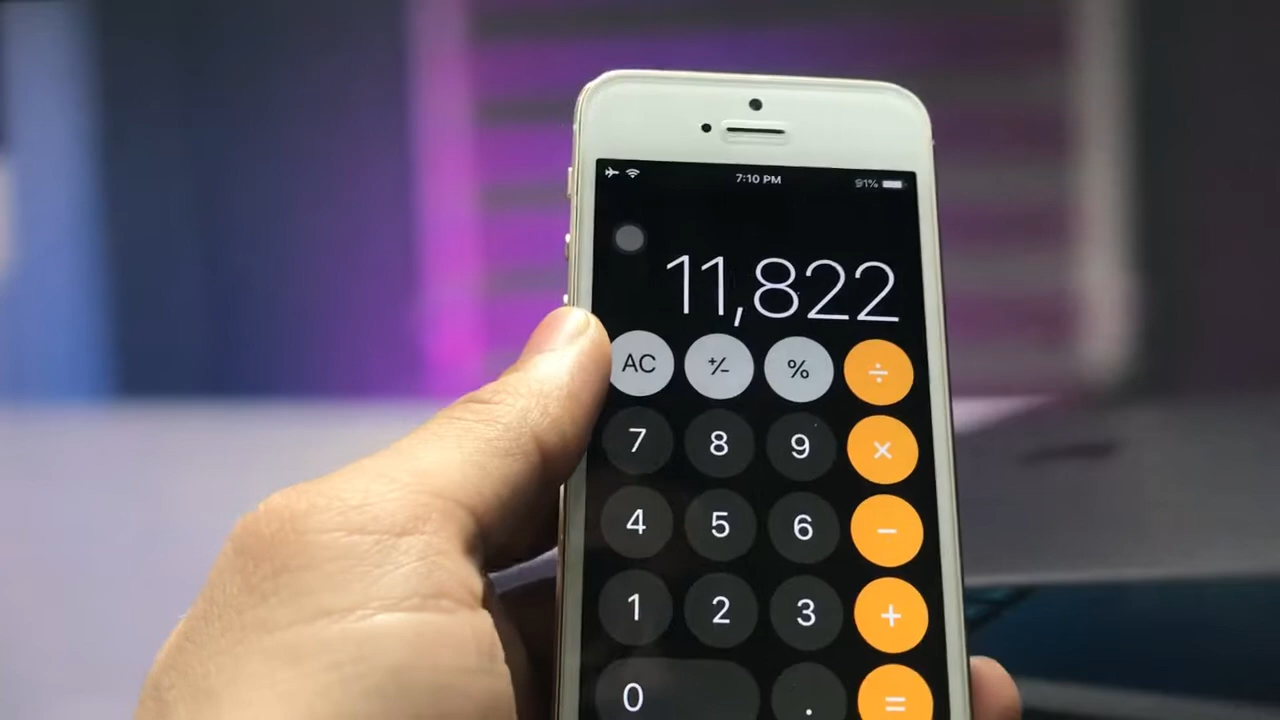 7:10 PM 91%
11,822
AC +/- % ÷
7 8 9 ×
4 5 6 −
1 2 3 +
0 . =